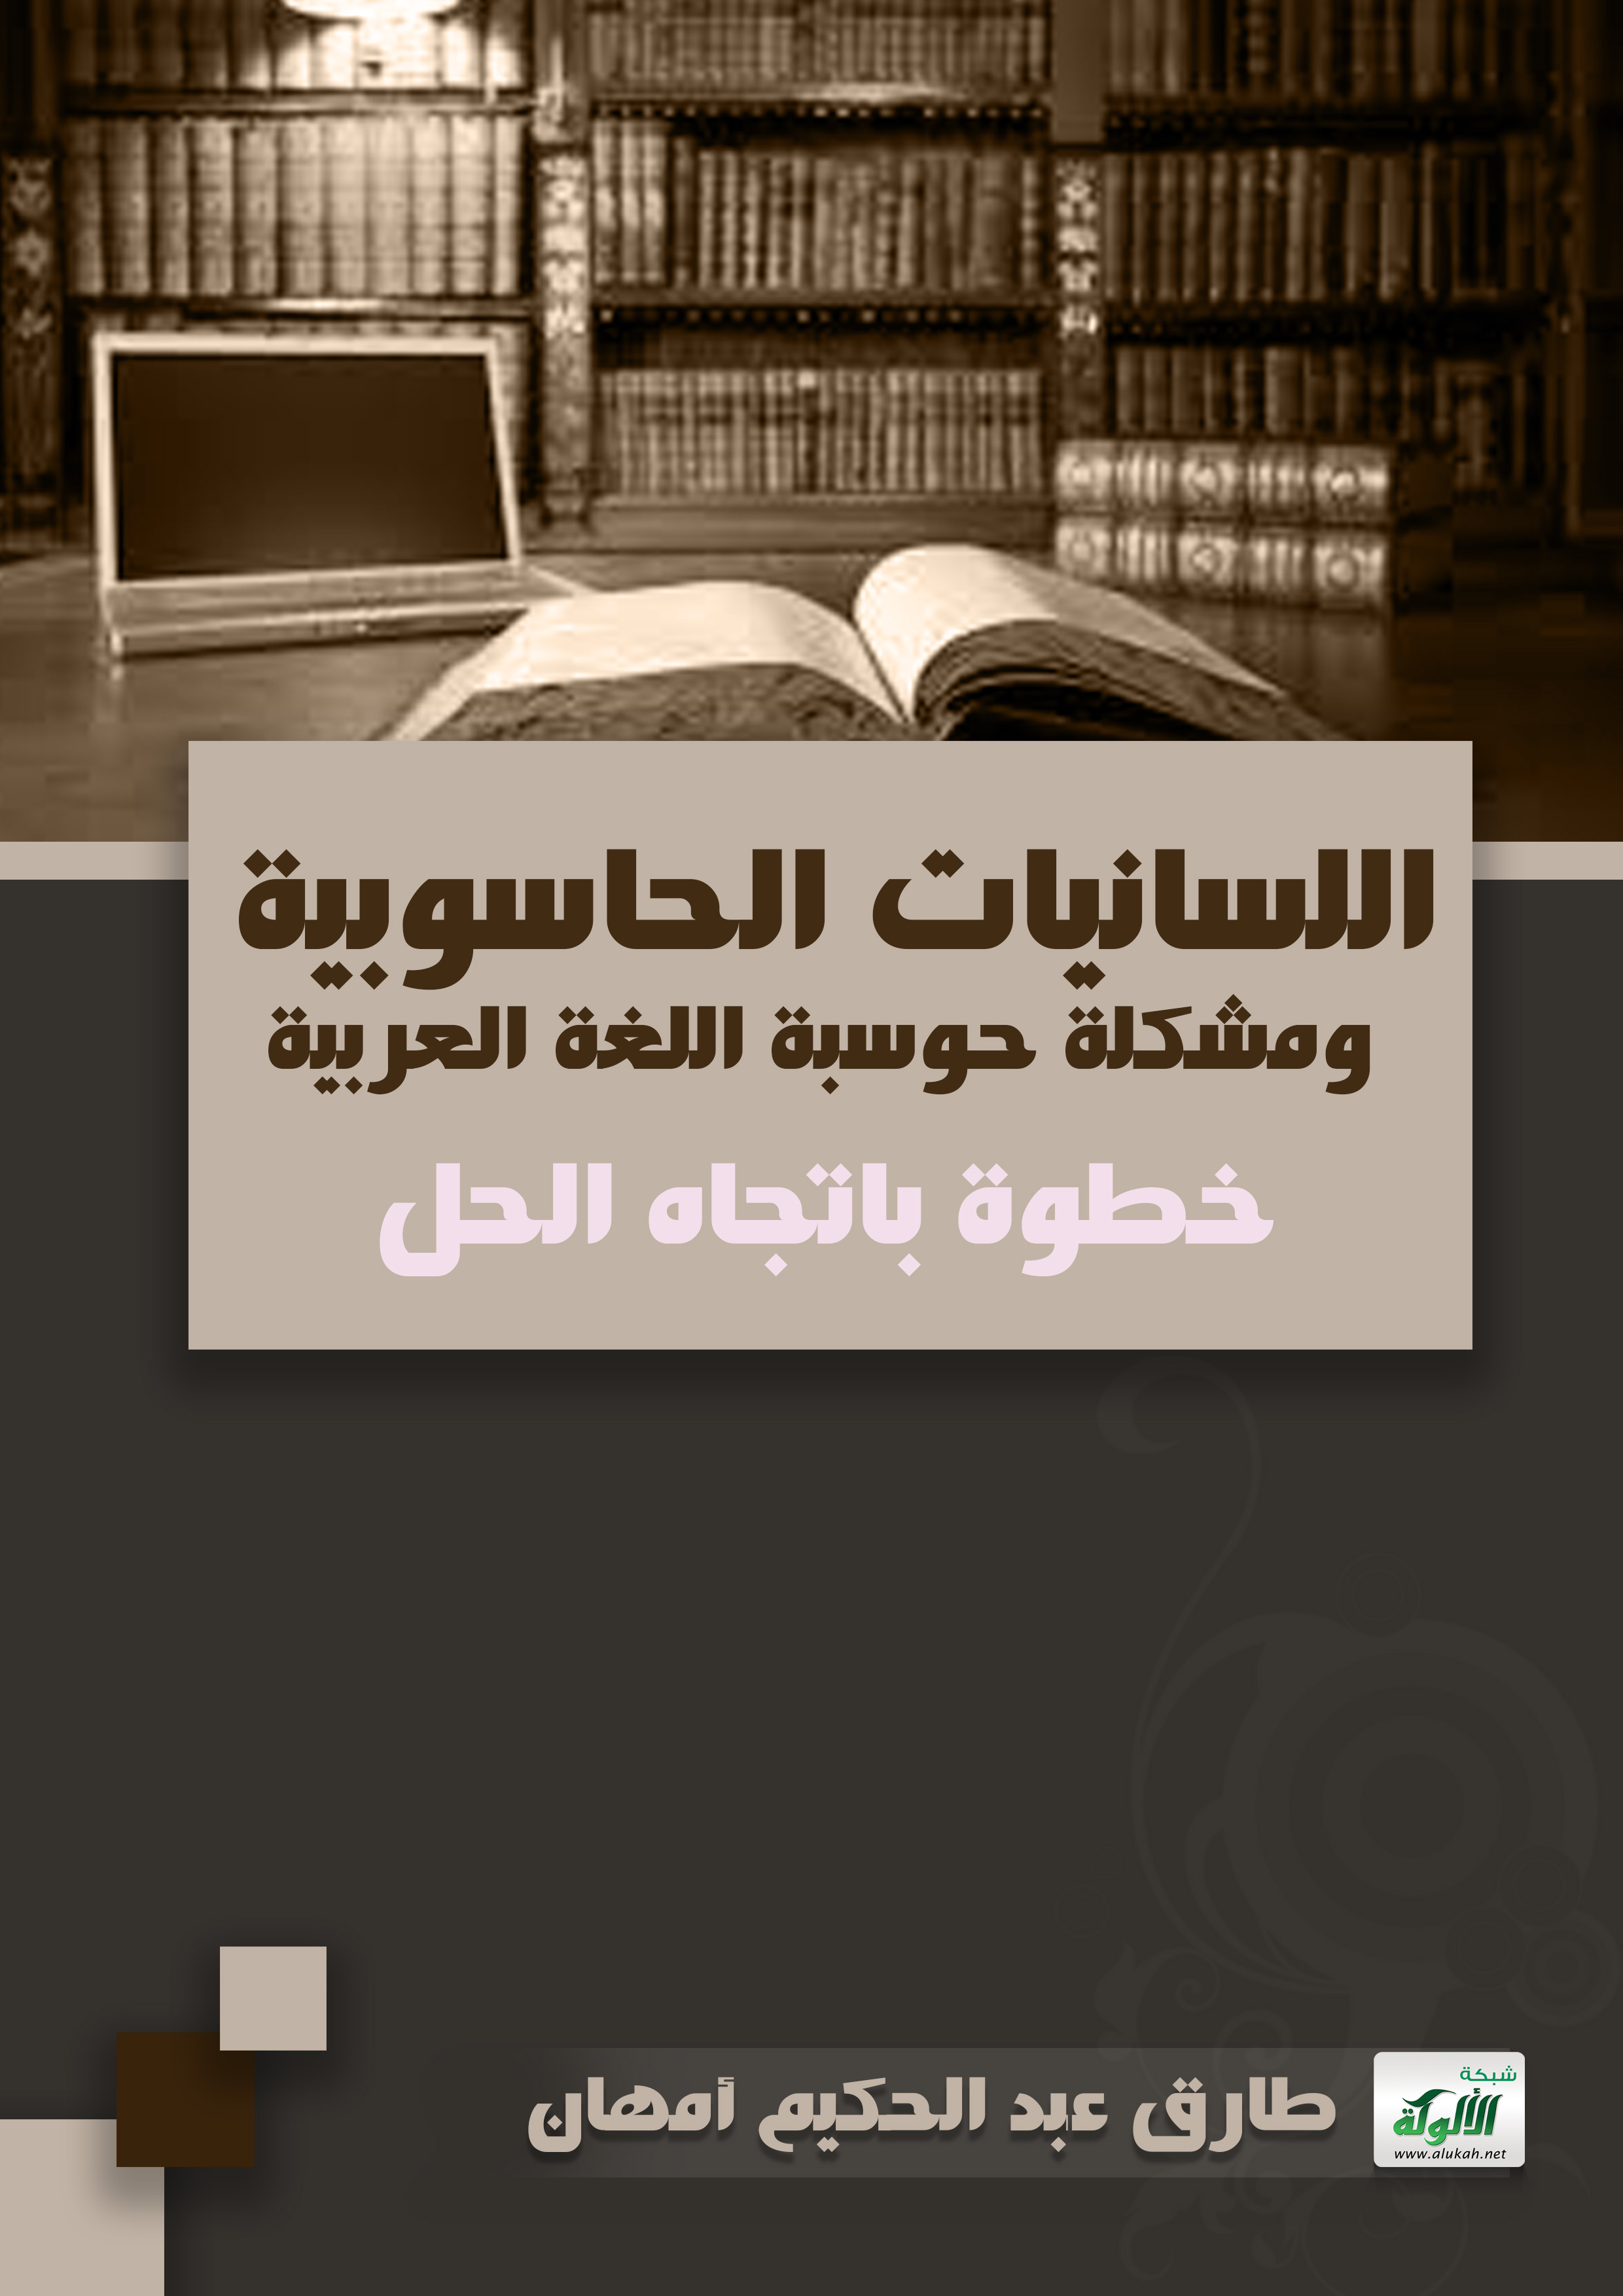 اللسانيات الحاسوبية
ومشكلة حوسبة اللغة العربية
خطوة باتجاه الحل
طارق عبد الحكيم أمهان
شبكة
الألوكة
www.alukah.net